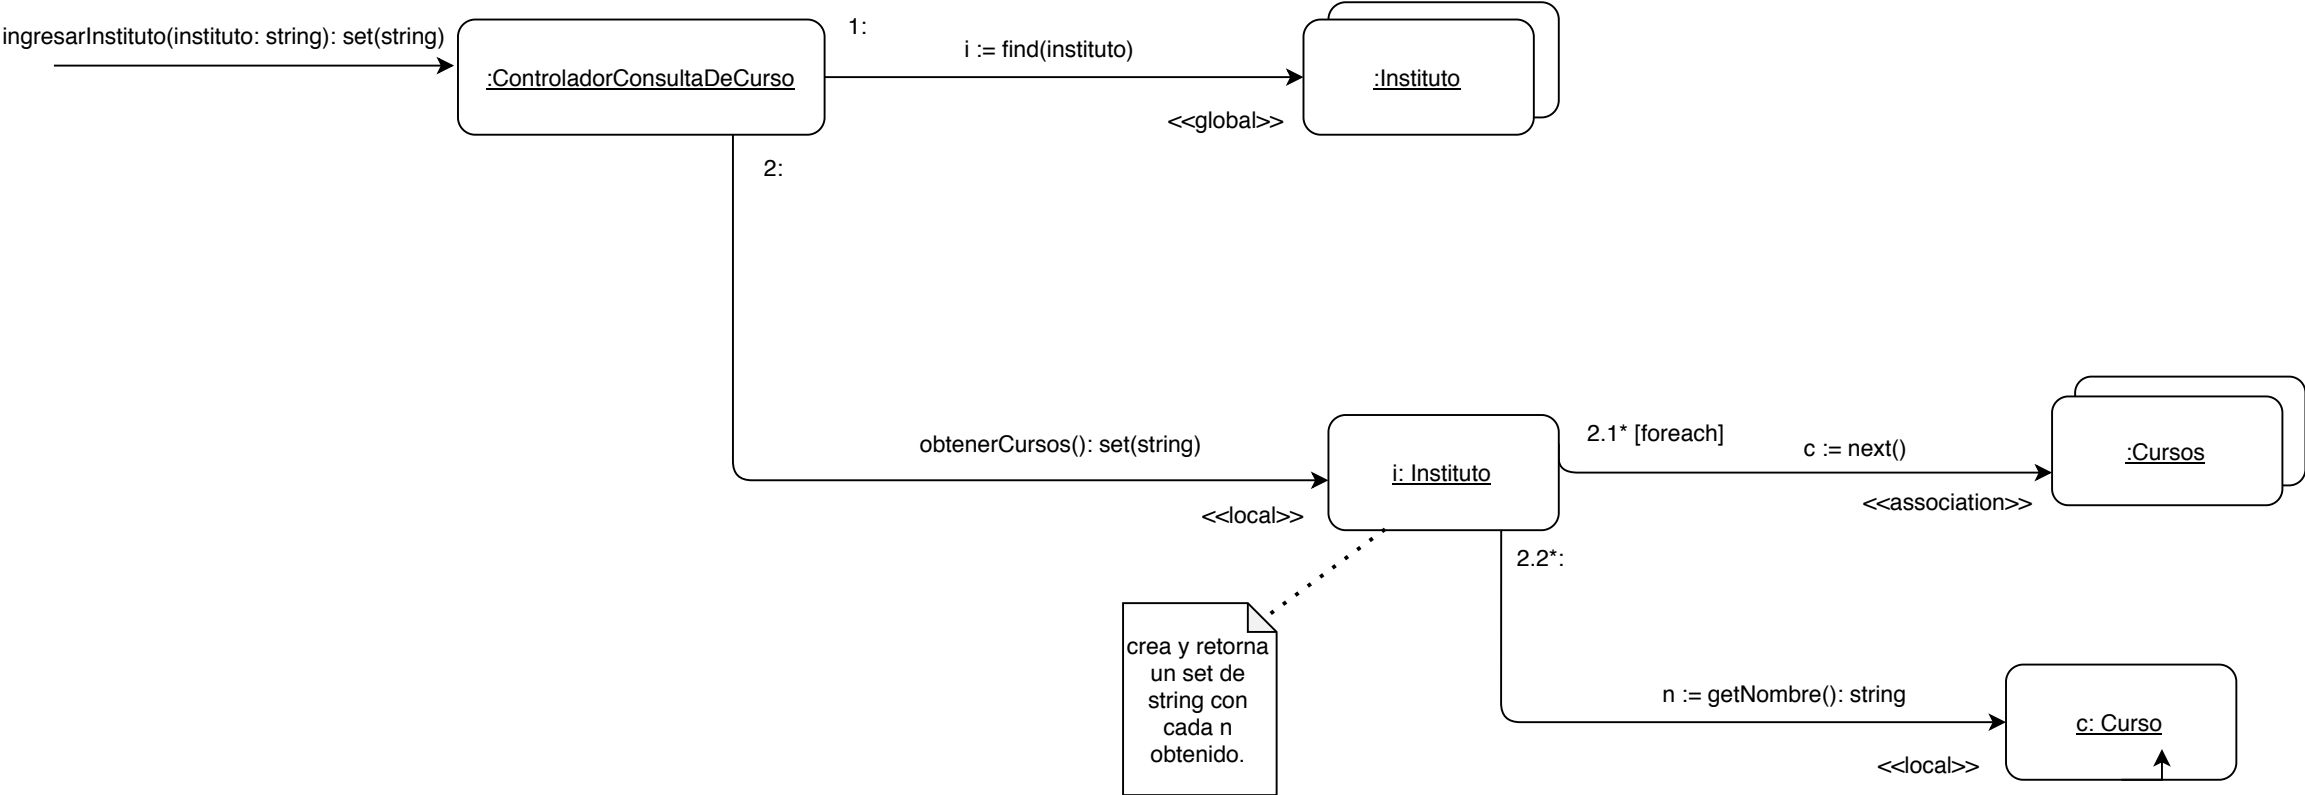 ingresarInstituto(instituto: string): set(string)
:ControladorConsultaDeCurso
1:
i := find(instituto)
<<global>>
:Instituto
2:
obtenerCursos(): set(string)
<<local>>
i: Instituto
2.1* [foreach]
c := next()
<<association>>
:Cursos
2.2*:
crea y retorna
un set de
string con
cada n
obtenido.
n := getNombre(): string
<<local>>
c: Curso